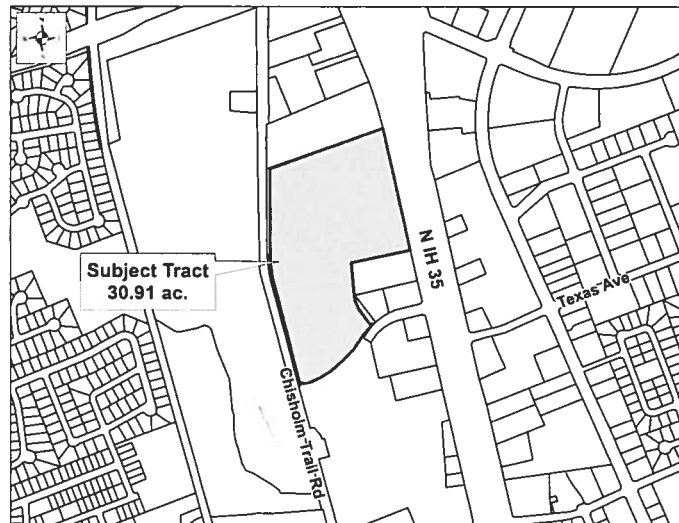 Subject Tract
30.91 ac.
N IH 35
Texas Ave
Chisholm Trail Rd